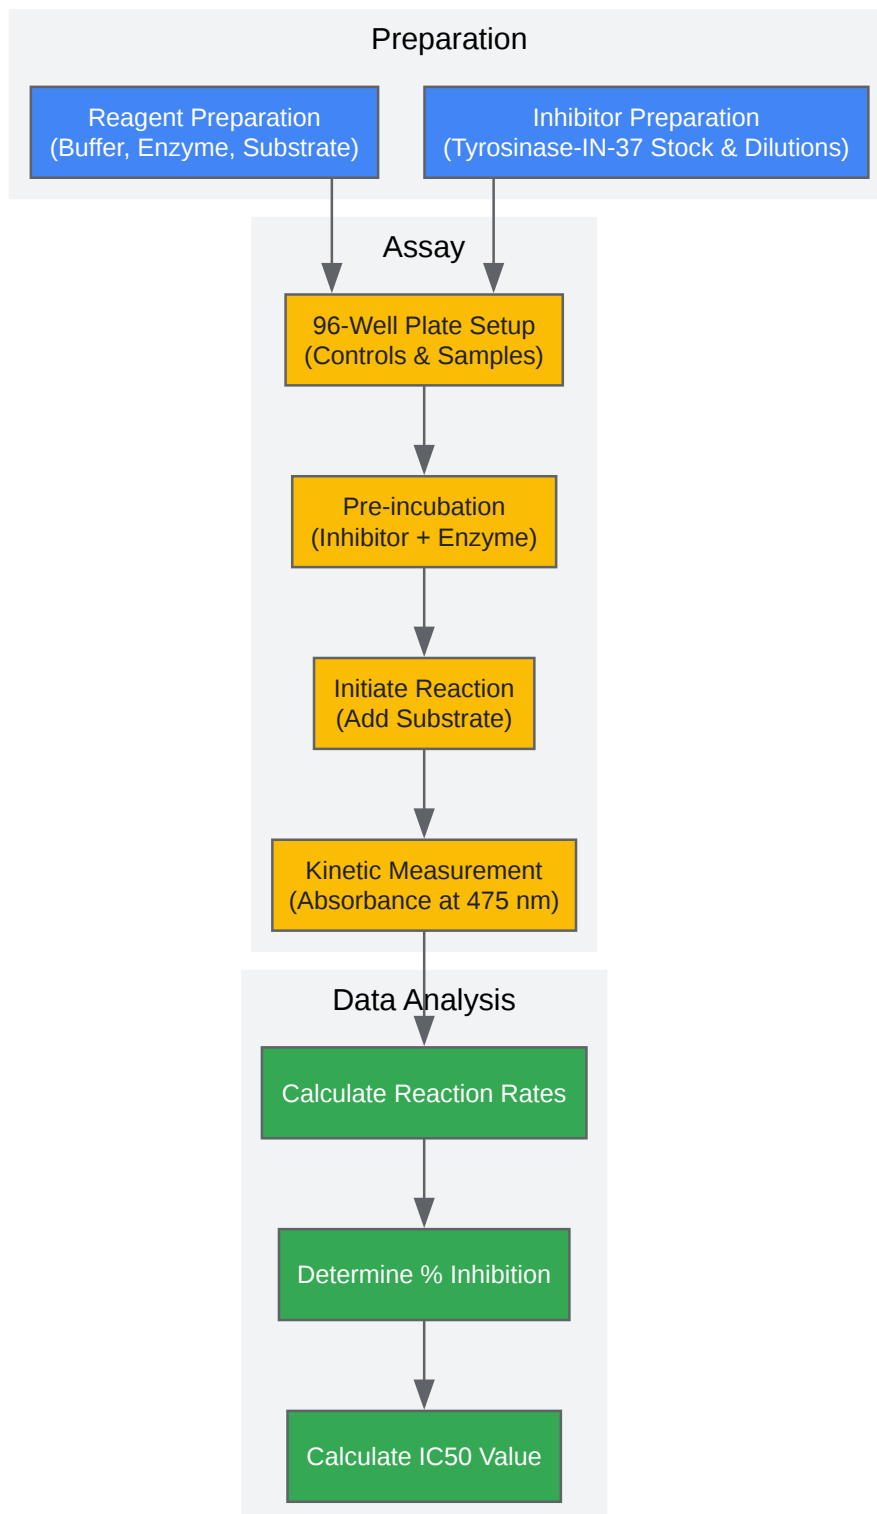 Preparation
Reagent Preparation
(Buffer, Enzyme, Substrate)
Inhibitor Preparation
(Tyrosinase-IN-37 Stock & Dilutions)
Assay
96-Well Plate Setup
(Controls & Samples)
Pre-incubation
(Inhibitor + Enzyme)
Initiate Reaction
(Add Substrate)
Kinetic Measurement
(Absorbance at 475 nm)
Data Analysis
Calculate Reaction Rates
Determine % Inhibition
Calculate IC50 Value